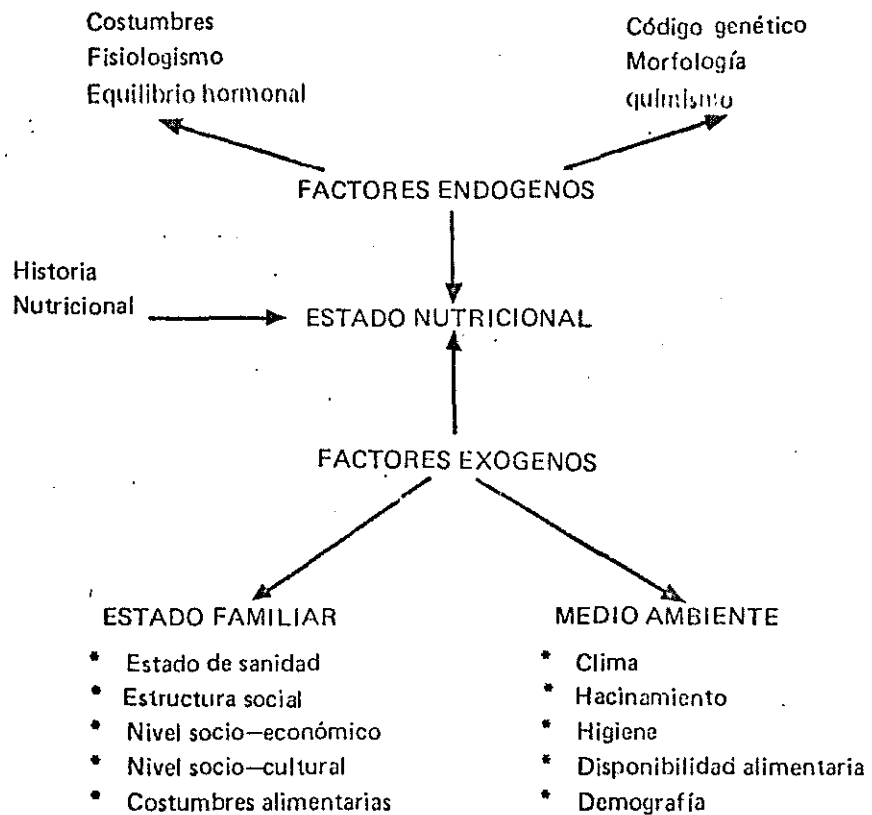 Costumbres
Fisiologismo
Equilibrio hormonal
Código genético
Morfología
quimismo
FACTORES ENDOGENOS
Historia
Nutricional
ESTADO NUTRICIONAL
FACTORES EXOGENOS
ESTADO FAMILIAR
* Estado de sanidad
* Estructura social
* Nivel socio—económico
* Nivel socio—cultural
* Costumbres alimentarias
MEDIO AMBIENTE
* Clima
* Hacinamiento
* Higiene
* Disponibilidad alimentaria
* Demografía